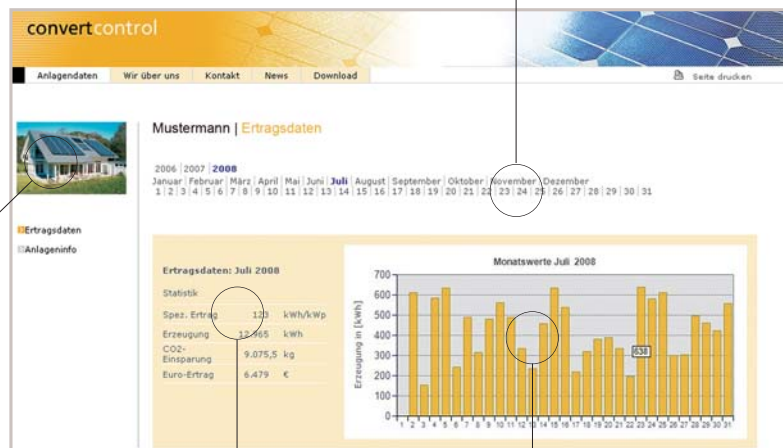 convertcontrol
Anlagendaten Wir über uns Kontakt News Download Seite drucken
Mustermann | Ertragsdaten
2006 | 2007 | 2008
Januar | Februar | März | April | Mai | Juni | Juli | August | September | Oktober | November | Dezember
1 | 2 | 3 | 4 | 5 | 6 | 7 | 8 | 9 | 10 | 11 | 12 | 13 | 14 | 15 | 16 | 17 | 18 | 19 | 20 | 21 | 22 | 23 | 24 | 25 | 26 | 27 | 28 | 29 | 30 | 31
Ertragsdaten
Anlageninfo
Ertragsdaten: Juli 2008
Statistik
Spez. Ertrag 123 kWh/kWp
Erzeugung 12.965 kWh
CO2-
Einsparung 9.075,5 kg
Euro-Ertrag 6.479 €
Monatswerte Juli 2008
Erzeugung in [kWh]
700
600
500
400
300
200
100
0
638
1 2 3 4 5 6 7 8 9 10 11 12 13 14 15 16 17 18 19 20 21 22 23 24 25 26 27 28 29 30 31